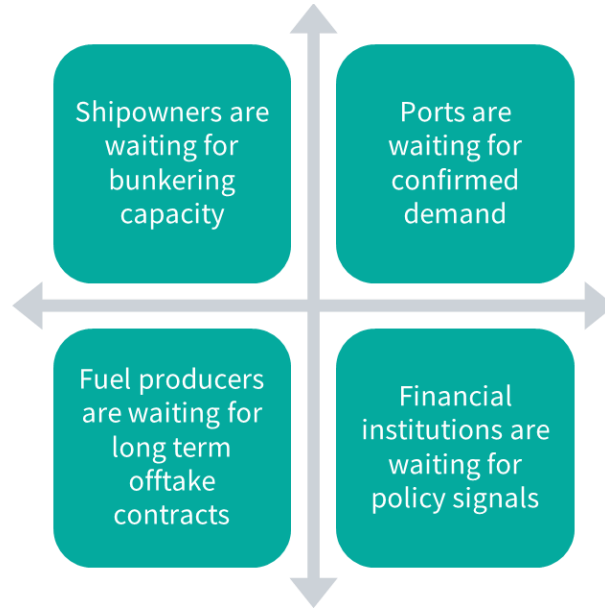 Shipowners are
waiting for
bunkering
capacity
Ports are
waiting for
confirmed
demand
Fuel producers
are waiting for
long term
offtake
contracts
Financial
institutions are
waiting for
policy signals